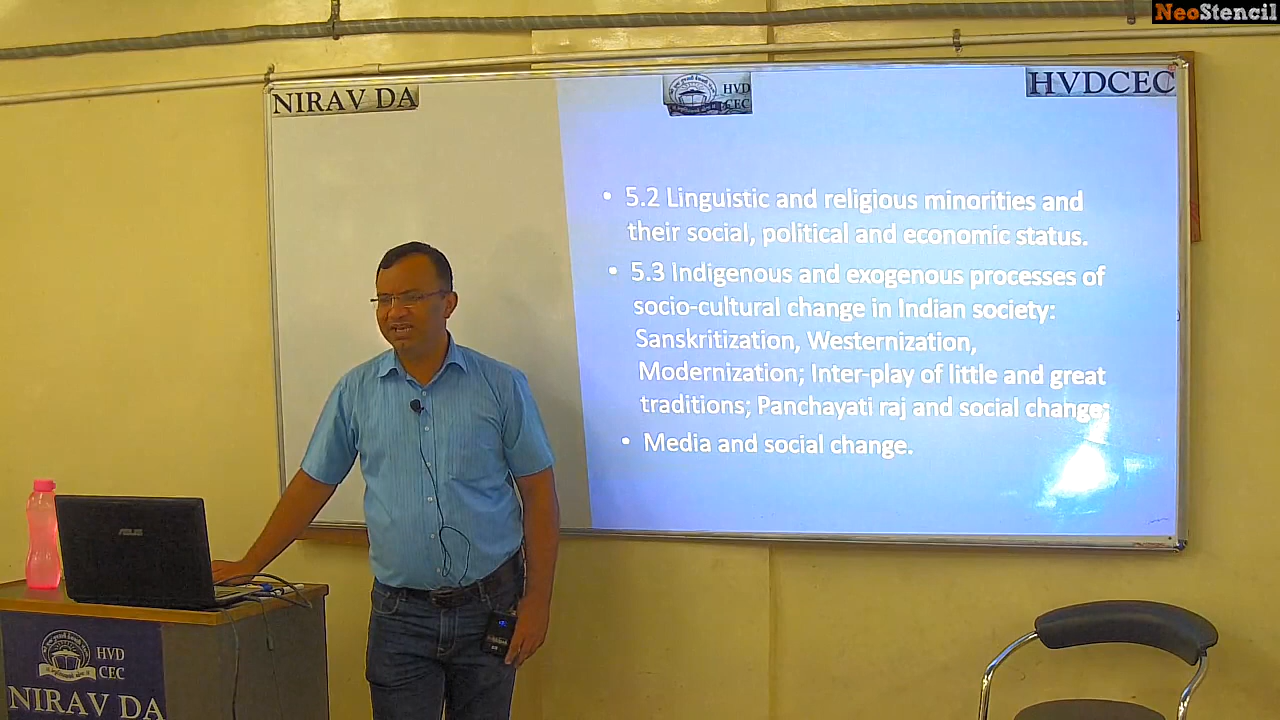 NeoStencil
NIRAV DA
HVD
CEC
HVDCEC
• 5.2 Linguistic and religious minorities and
their social, political and economic status.
• 5.3 Indigenous and exogenous processes of
socio-cultural change in Indian society:
Sanskritization, Westernization,
Modernization; Inter-play of little and great
traditions; Panchayati raj and social change;
• Media and social change.
ASUS
HVD
CEC
NIRAV DA